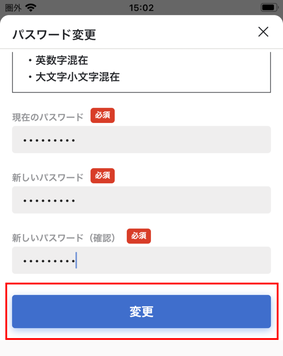 圏外 15:02
パスワード変更
・英数字混在
・大文字小文字混在
現在のパスワード 必須
•••••••••
新しいパスワード 必須
•••••••••
新しいパスワード（確認） 必須
•••••••••
変更